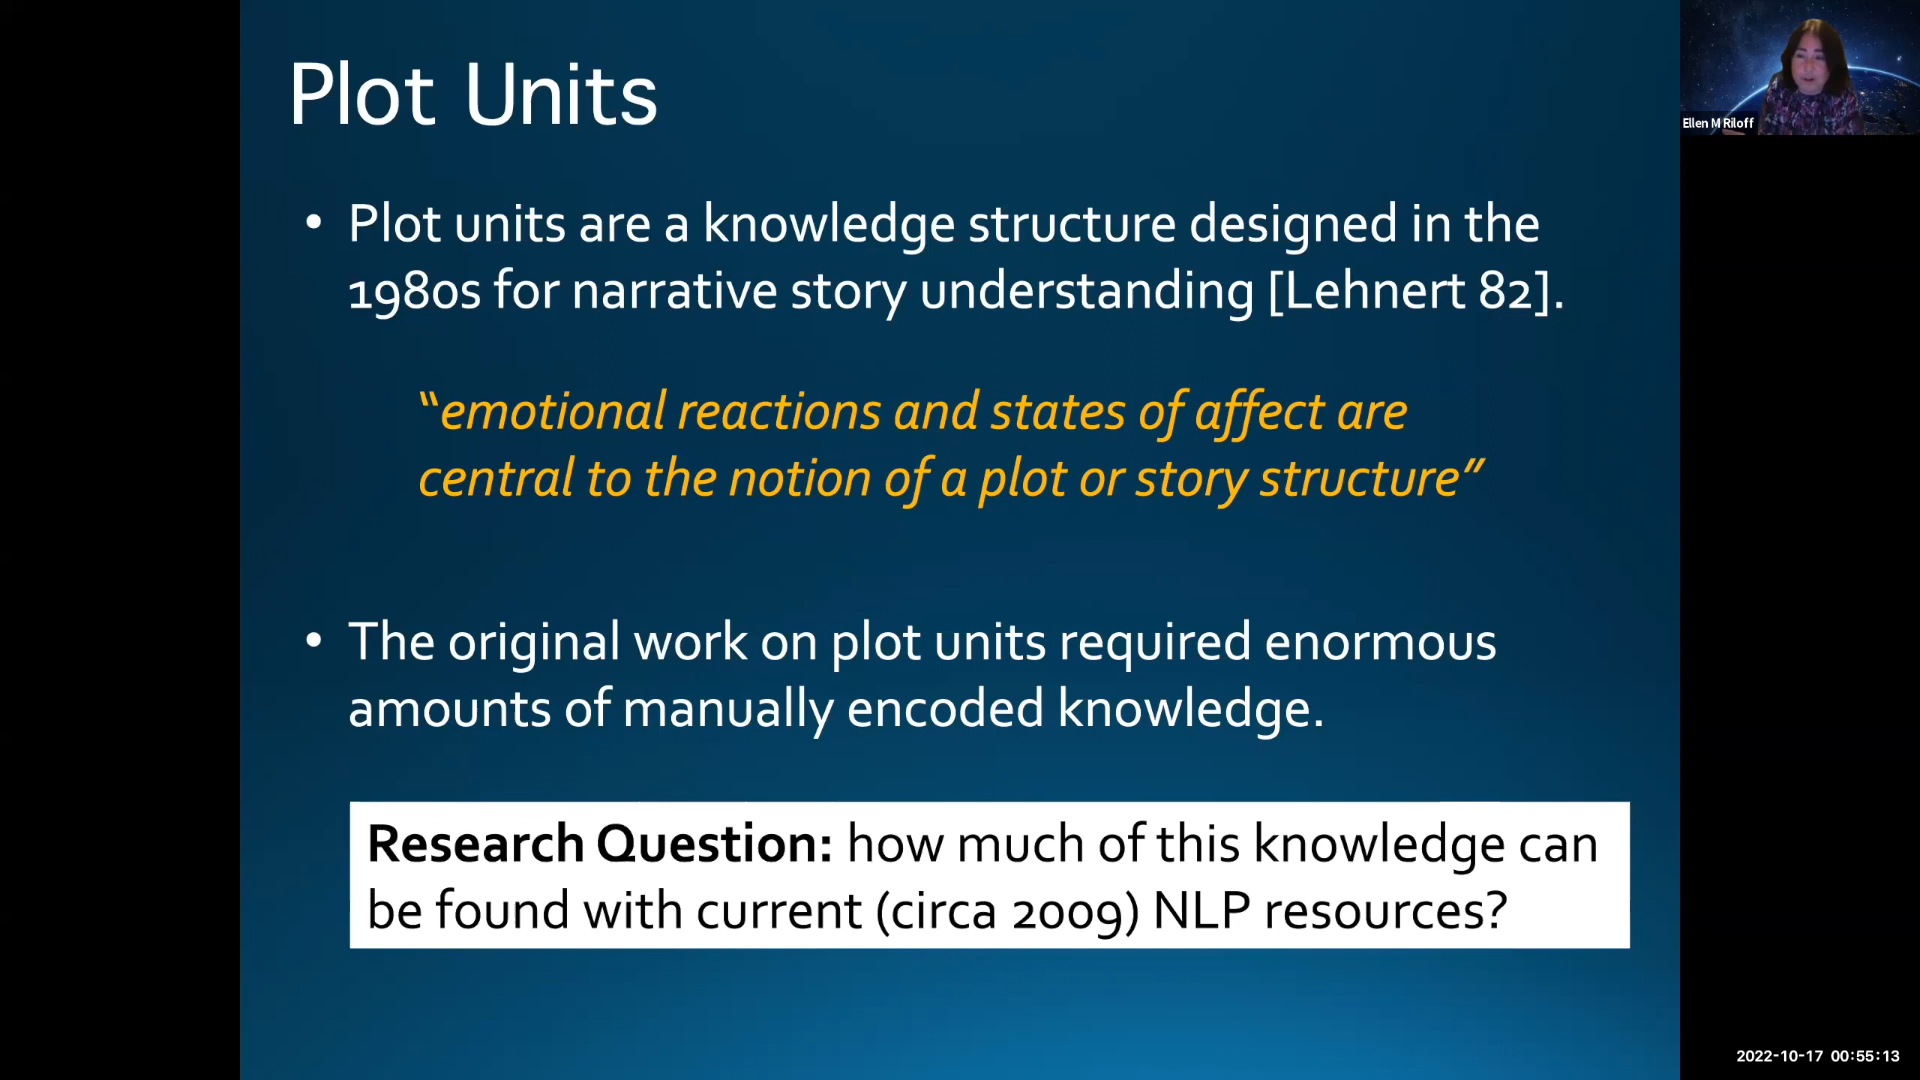 Plot Units
Ellen M Riloff
• Plot units are a knowledge structure designed in the
1980s for narrative story understanding [Lehnert 82].
“emotional reactions and states of affect are
central to the notion of a plot or story structure”
• The original work on plot units required enormous
amounts of manually encoded knowledge.
Research Question: how much of this knowledge can
be found with current (circa 2009) NLP resources?
2022-10-17 00:55:13